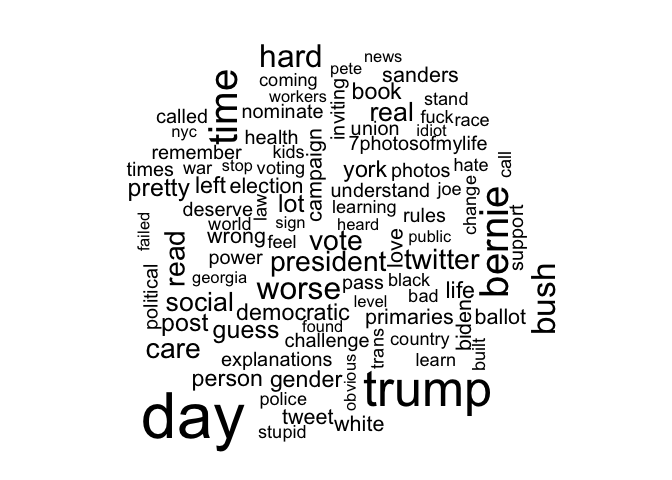 news
hard
pete
coming
sanders
time
workers
book
inviting
nominate
real
stand
called
fuck
race
nyc
union
idiot
health
7photosofmylife
remember
kids
campaign
times
war
stop
voting
york
photos
hate
call
pretty
left
election
understand
joe
change
deserve
law
lot
learning
rules
bernie
support
failed
world
sign
heard
read
wrong
feel
vote
love
public
power
president
twitter
georgia
worse
pass
black
bush
political
social
level
bad
life
democratic
primaries
biden
ballot
post
guess
found
care
challenge
trans
country
built
explanations
learn
person
gender
obvious
trump
day
police
tweet
white
stupid